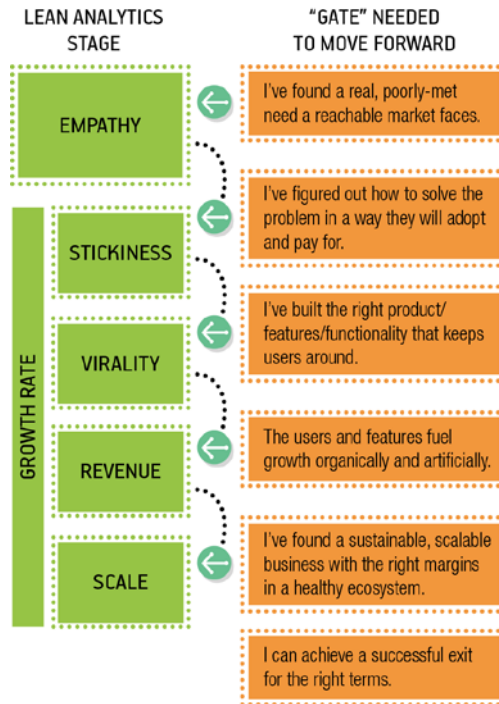 LEAN ANALYTICS
STAGE
“GATE” NEEDED
TO MOVE FORWARD
EMPATHY
I’ve found a real, poorly-met
need a reachable market faces.
I’ve figured out how to solve the
problem in a way they will adopt
and pay for.
GROWTH RATE
STICKINESS
I’ve built the right product/
features/functionality that keeps
users around.
VIRALITY
The users and features fuel
growth organically and artificially.
REVENUE
I’ve found a sustainable, scalable
business with the right margins
in a healthy ecosystem.
SCALE
I can achieve a successful exit
for the right terms.